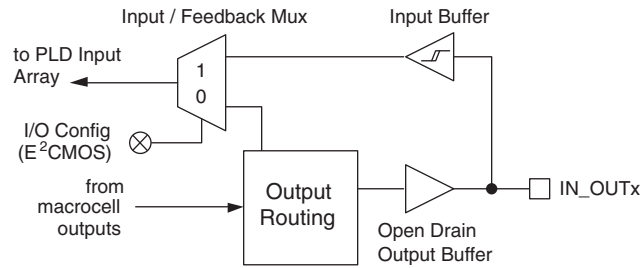 Input / Feedback Mux
Input Buffer
to PLD Input
Array
1
0
I/O Config
(E²CMOS)
from
macrocell
outputs
Output
Routing
IN_OUTx
Open Drain
Output Buffer